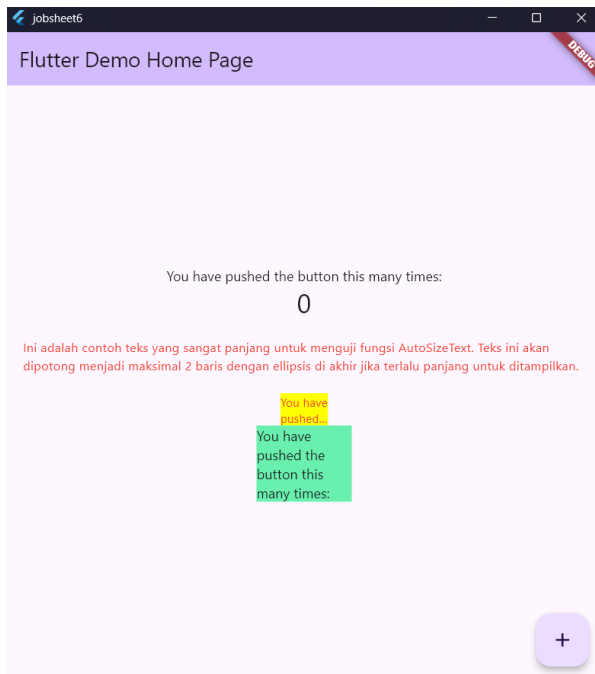 jobsheet6
Flutter Demo Home Page
DEBUG
You have pushed the button this many times:
0
Ini adalah contoh teks yang sangat panjang untuk menguji fungsi AutoSizeText. Teks ini akan
dipotong menjadi maksimal 2 baris dengan ellipsis di akhir jika terlalu panjang untuk ditampilkan.
You have
pushed...
You have
pushed the
button this
many times:
+